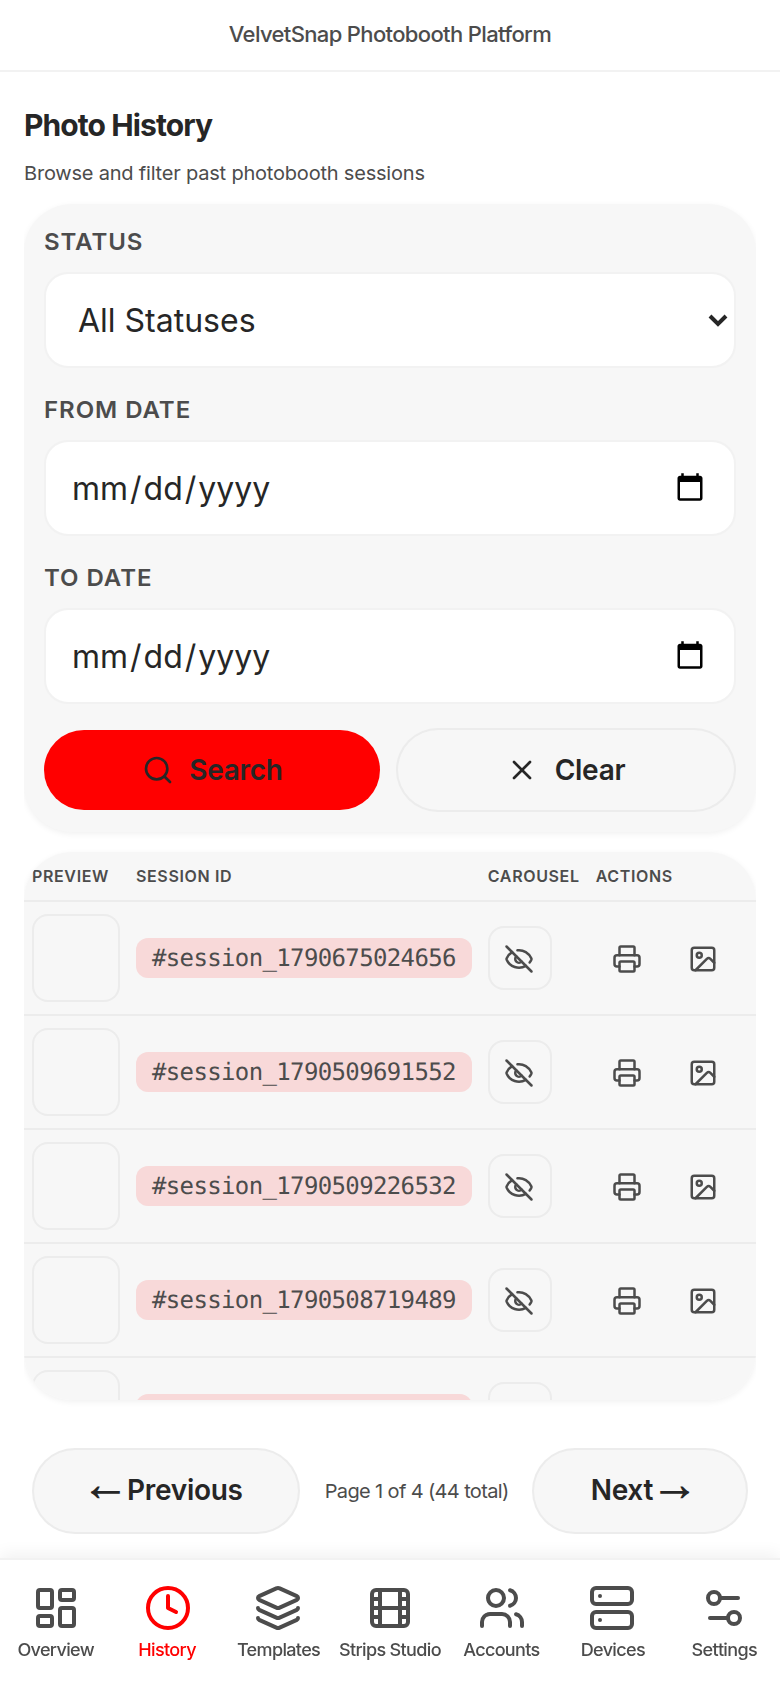 VelvetSnap Photobooth Platform
Photo History
Browse and filter past photobooth sessions
STATUS
All Statuses
FROM DATE
mm/dd/yyyy
TO DATE
mm/dd/yyyy
Search Clear
PREVIEW SESSION ID CAROUSEL ACTIONS
#session_1790675024656
#session_1790509691552
#session_1790509226532
#session_1790508719489
← Previous Page 1 of 4 (44 total) Next →
Overview History Templates Strips Studio Accounts Devices Settings